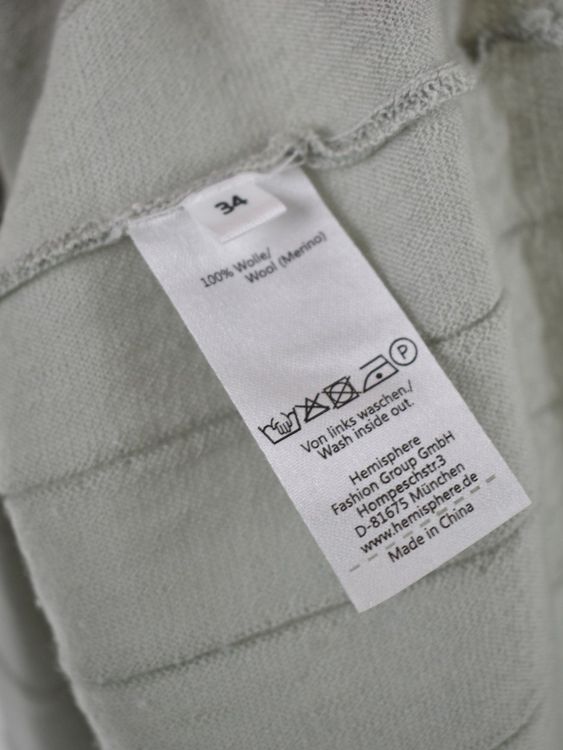 34
100% Wolle/
Wool (Merino)
P
Von links waschen./
Wash inside out.
Hemisphere
Fashion Group GmbH
Hompeschstr.3
D-81675 München
www.hemisphere.de
Made in China